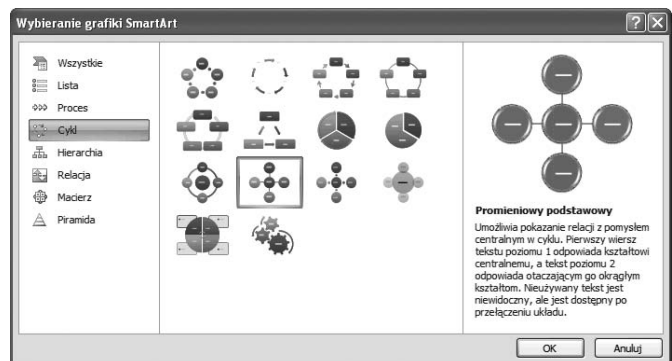 Wybieranie grafiki SmartArt
Wszystkie
Lista
Proces
Cykl
Hierarchia
Relacja
Macierz
Piramida
Promieniowy podstawowy
Umożliwia pokazanie relacji z pomysłem
centralnym w cyklu. Pierwszy wiersz
tekstu poziomu 1 odpowiada kształtowi
centralnemu, a tekst poziomu 2
odpowiada otaczającym go okrągłym
kształtom. Nieużywany tekst jest
niewidoczny, ale jest dostępny po
przełączeniu układu.
OK
Anuluj